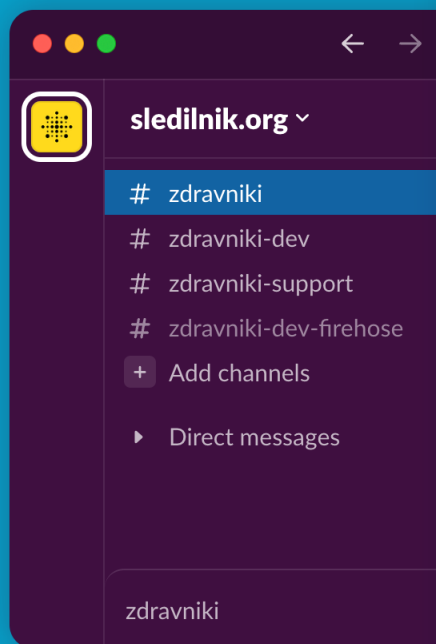 sledilnik.org
# zdravniki
# zdravniki-dev
# zdravniki-support
# zdravniki-dev-firehose
+ Add channels
Direct messages
zdravniki